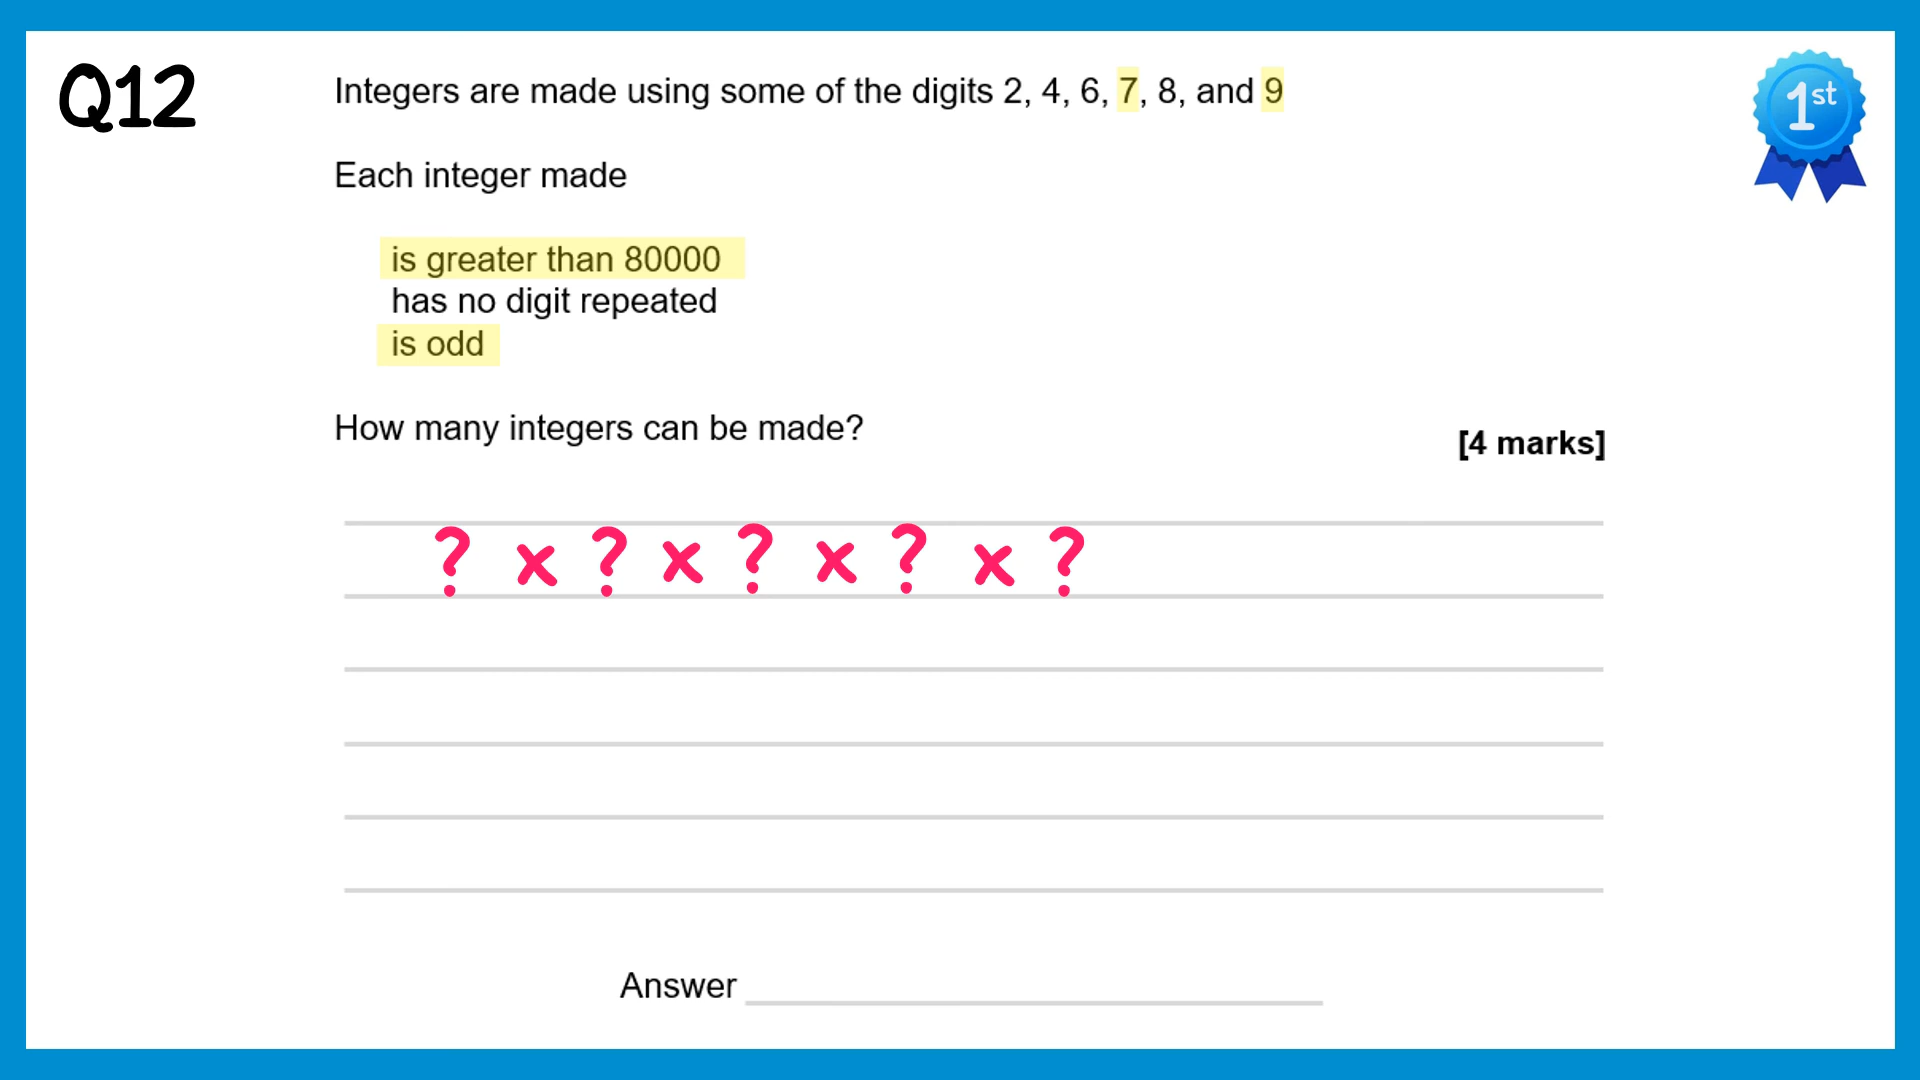 Q12
Integers are made using some of the digits 2, 4, 6, 7, 8, and 9
1st
Each integer made
is greater than 80000
has no digit repeated
is odd
How many integers can be made?
[4 marks]
? x ? x ? x ? x ?
Answer